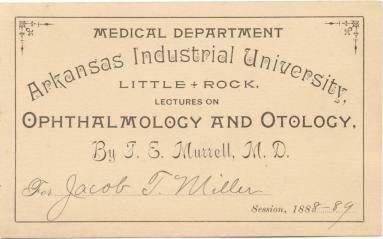 MEDICAL DEPARTMENT
Arkansas Industrial University,
LITTLE + ROCK.
LECTURES ON
OPHTHALMOLOGY AND OTOLOGY,
By T. E. Murrell, M. D.
For Jacob T. Miller
Session, 1888-89